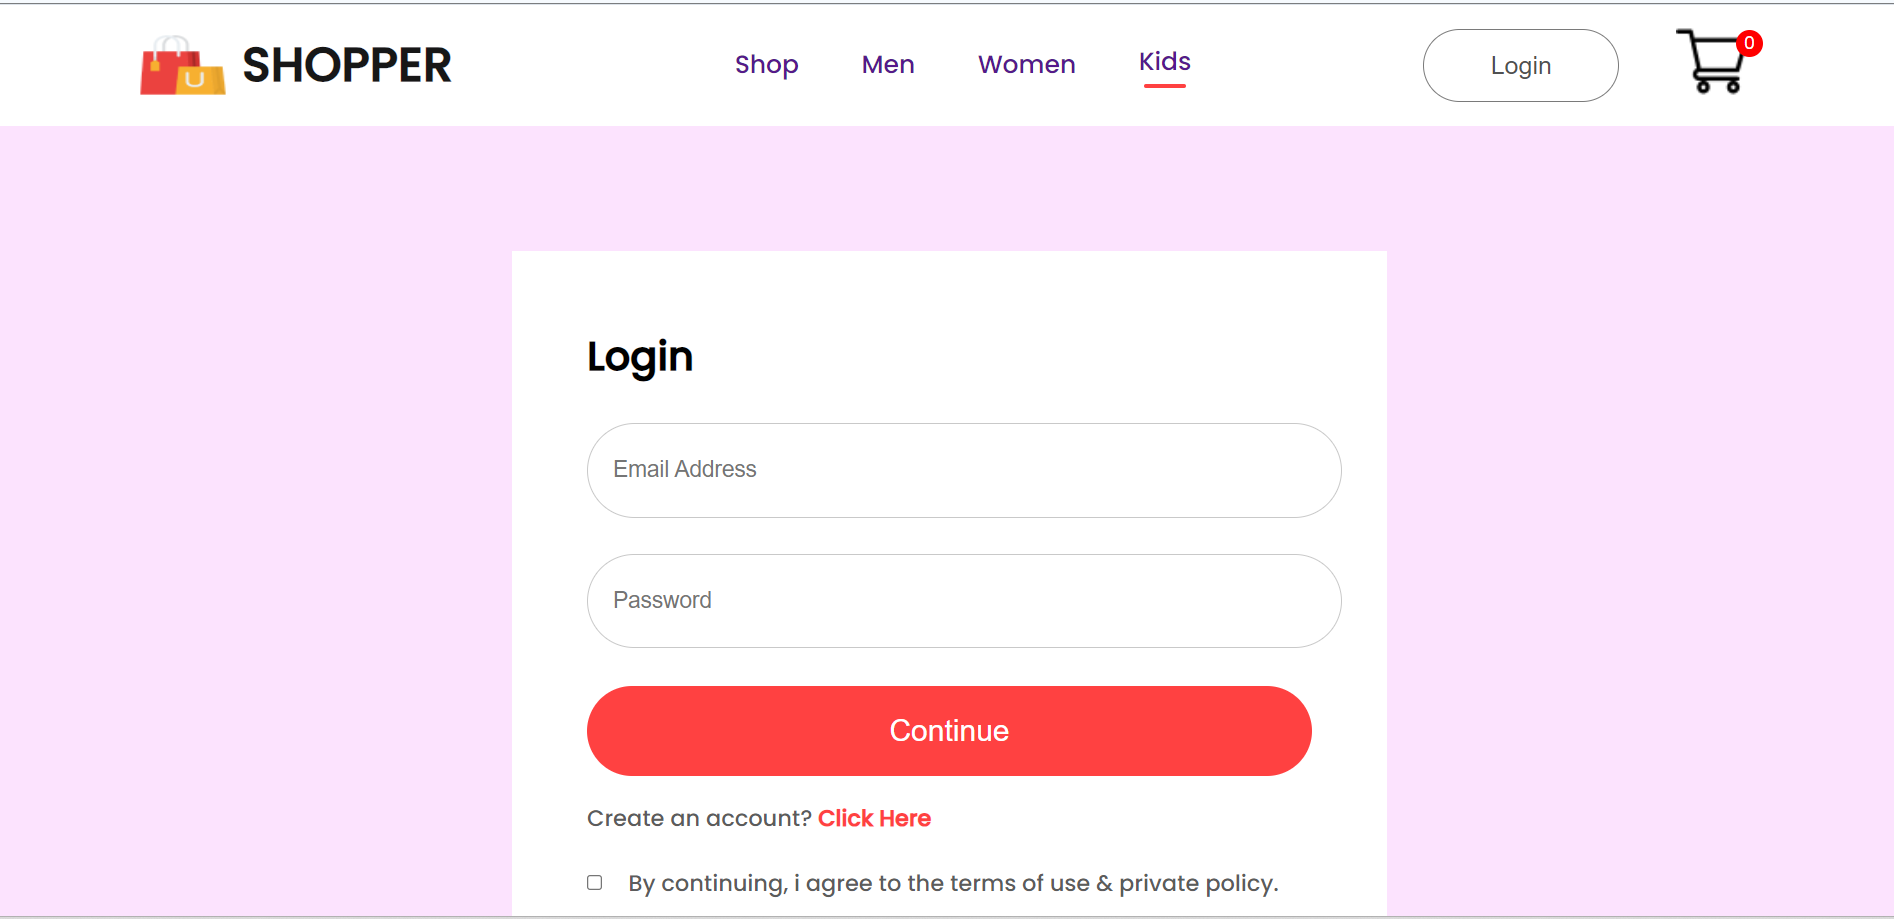 SHOPPER
Shop
Men
Women
Kids
Login
0
Login
Email Address
Password
Continue
Create an account? Click Here
By continuing, i agree to the terms of use & private policy.